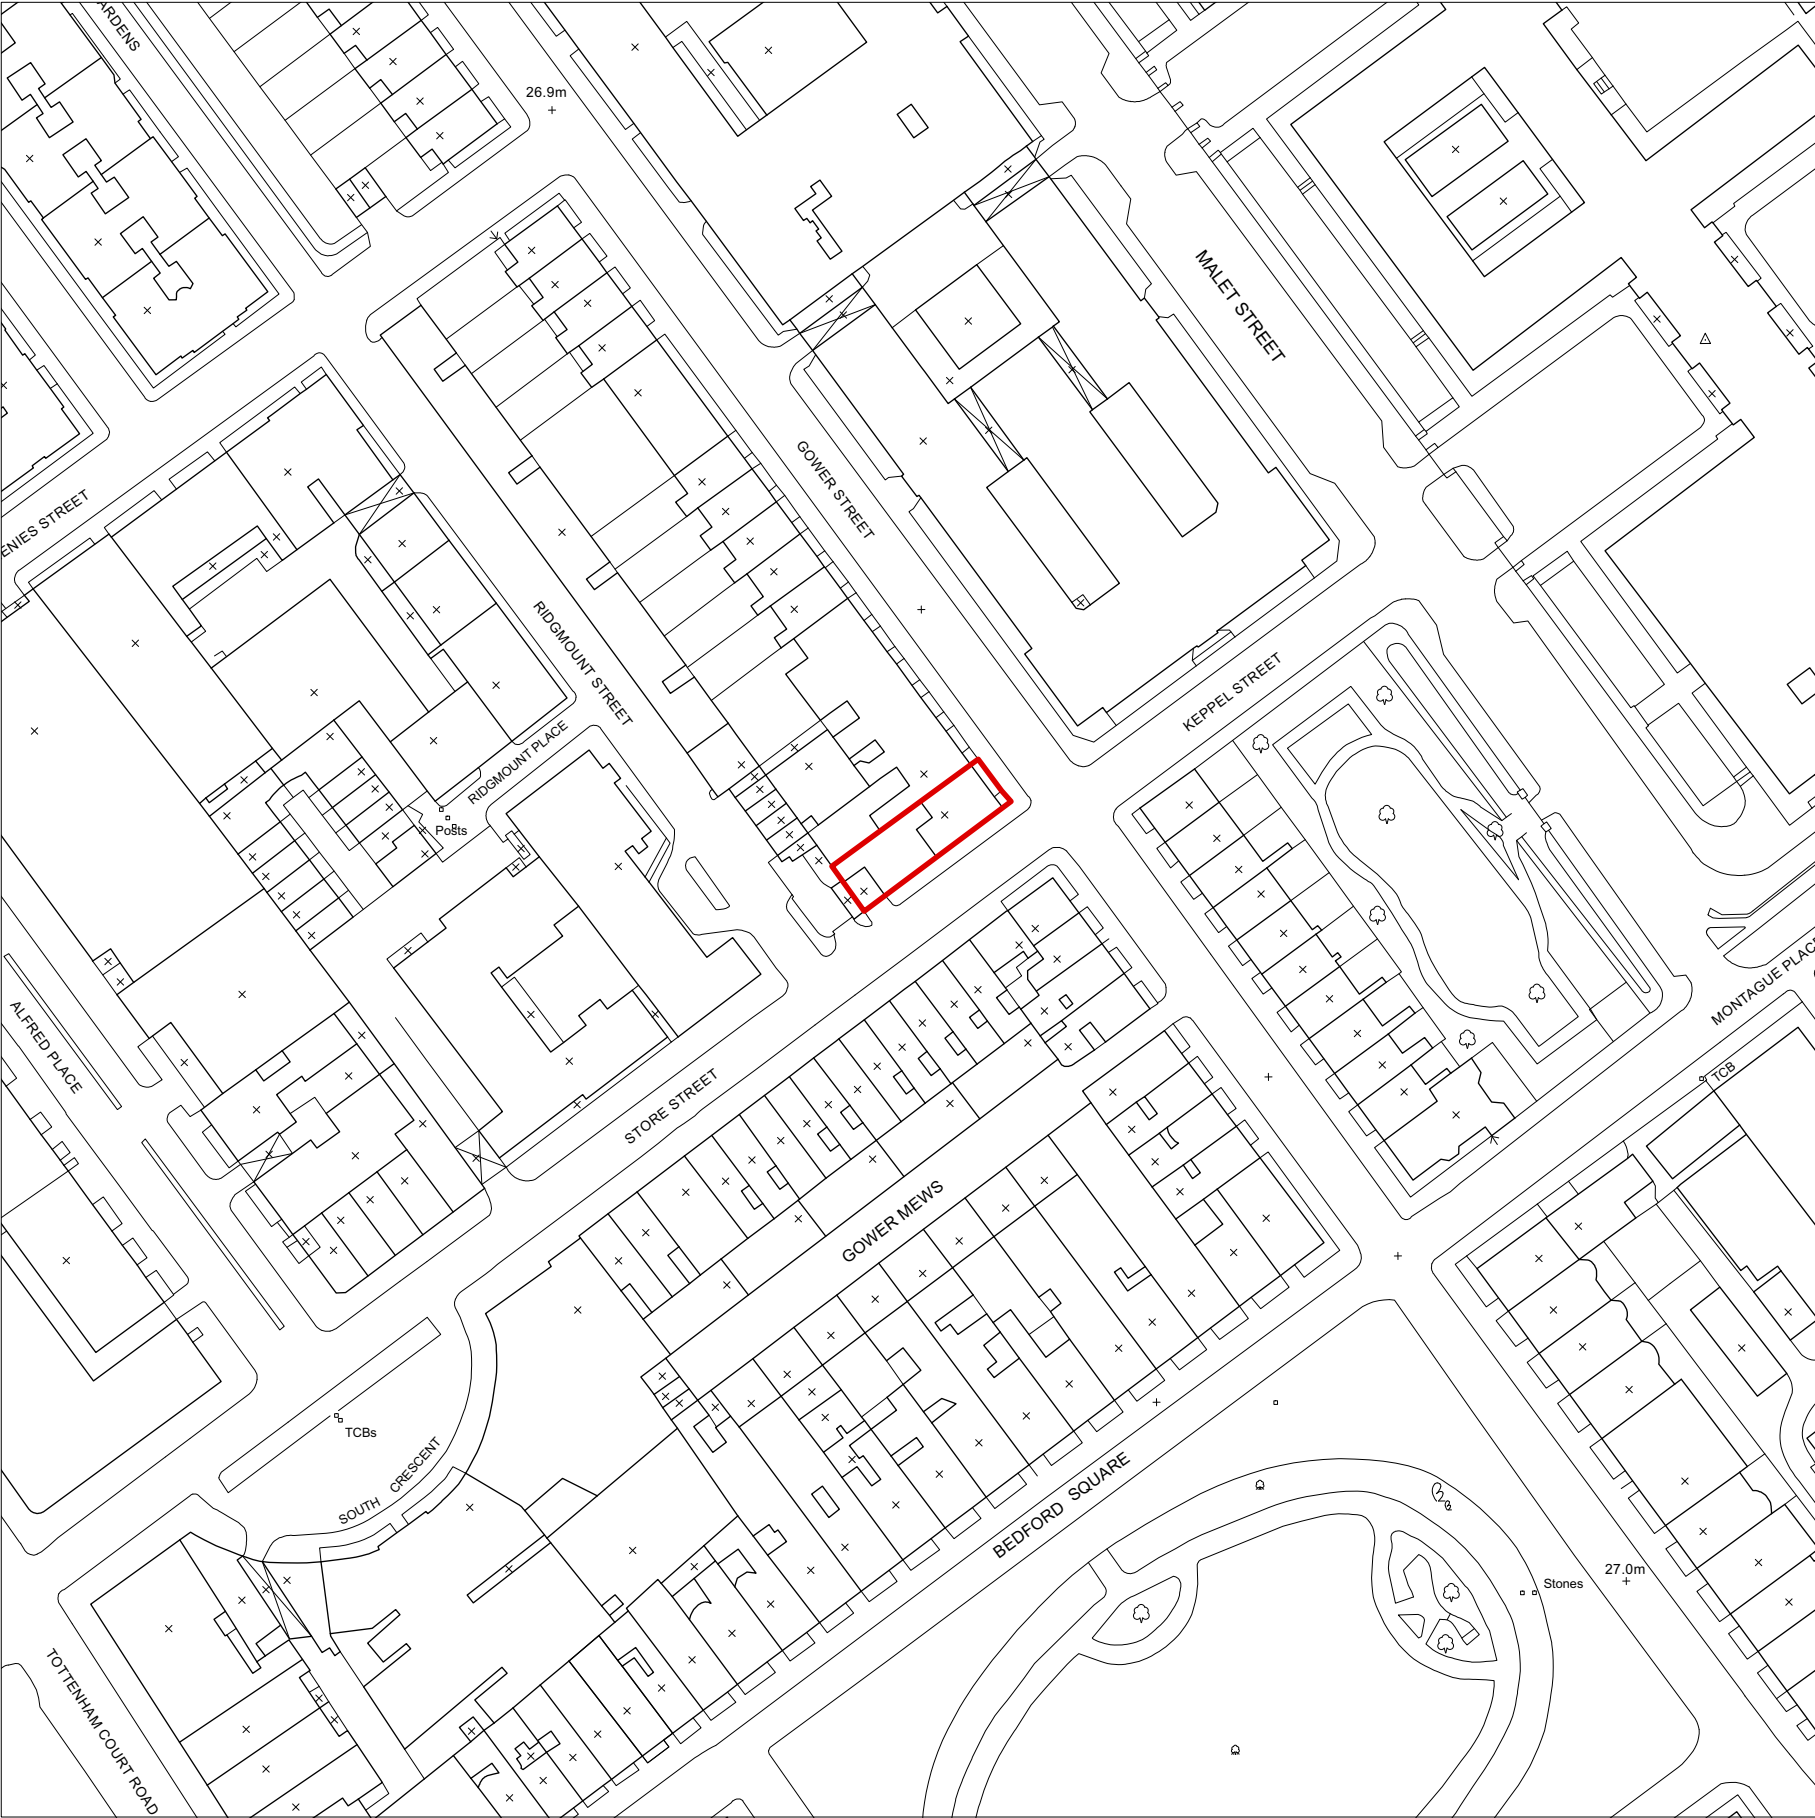 ARDENS
26.9m
MALET STREET
GOWER STREET
ENIES STREET
RIDGMOUNT STREET
KEPPEL STREET
RIDGMOUNT PLACE
Posts
MONTAGUE PLAC
ALFRED PLACE
TCB
STORE STREET
GOWER MEWS
TCBs
SOUTH CRESCENT
BEDFORD SQUARE
27.0m
Stones
TOTTENHAM COURT ROAD